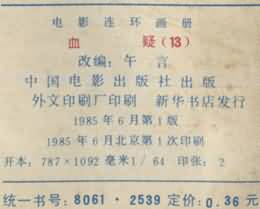 电影连环画册
血 疑(13)
改编：午 言
中国电影出版社出版
外文印刷厂印刷 新华书店发行
1985年6月第1版
1985年6月北京第1次印刷
开本：787×1092毫米1/64 印张：2
统一书号：8061·2539 定价：0.36元